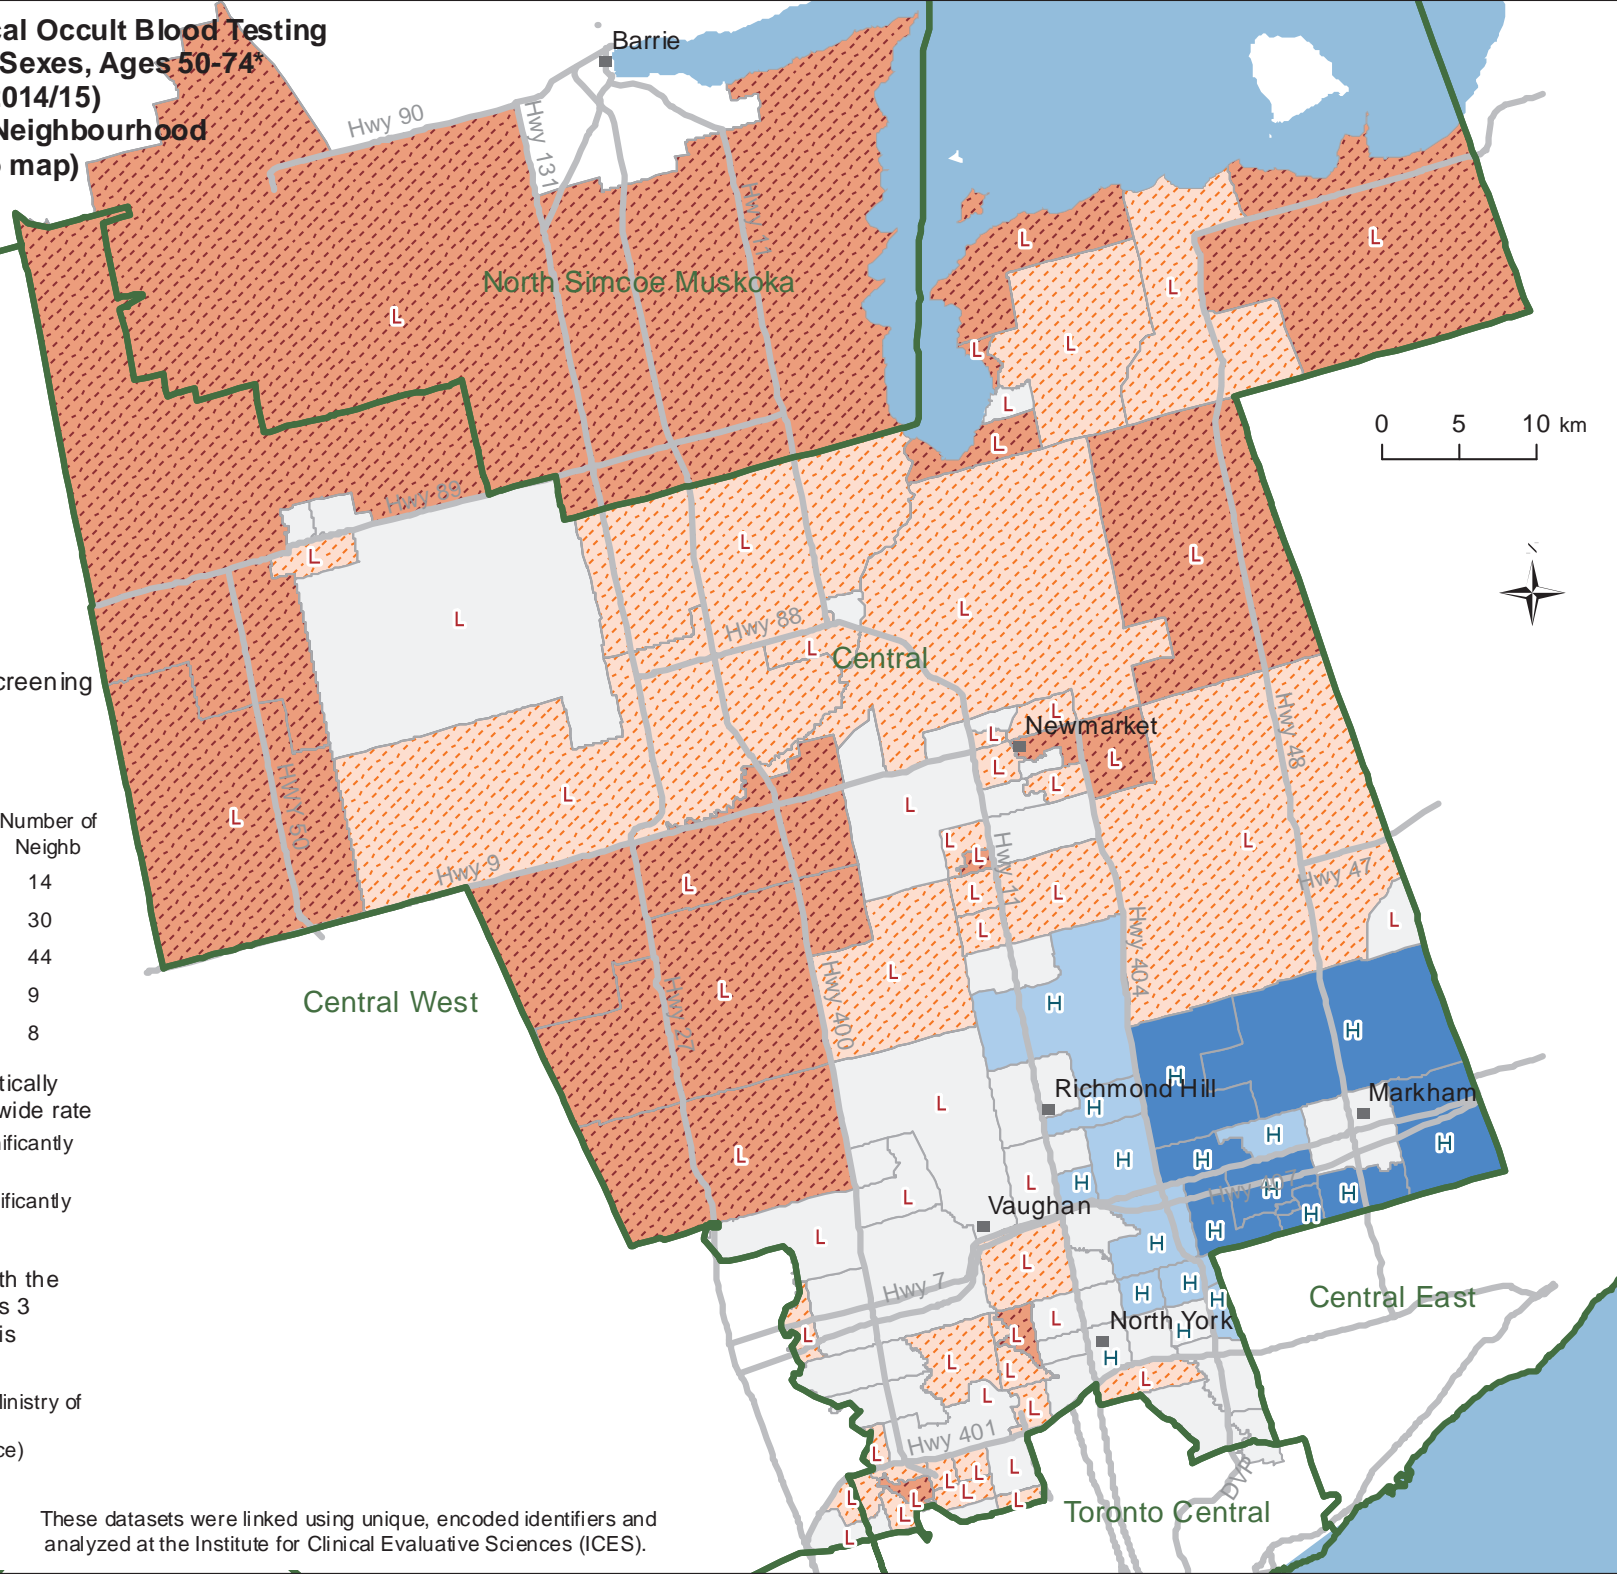 cal Occult Blood Testing
Sexes, Ages 50-74*
2014/15)
Neighbourhood
map)
Barrie
Hwy 90
Hwy 131
Hwy 11
North Simcoe Muskoka
L
L
L
L
L
L
L
L
0 5 10 km
N
Hwy 89
L
L
L
L
L
Hwy 88
L
Central
creening
Newmarket
L
L
L
L
L
Hwy 48
Hwy 50
L
L
L
L
Number of
Neighb
14
30
44
9
8
Hwy 9
L
L
L
L
L
Hwy 11
L
Hwy 47
L
L
L
L
Hwy 27
Hwy 400
Hwy 404
Central West
H
H
H
Richmond Hill
H
Markham
L
H
H
H
H
L
L
L
H
Hwy 407
H
H
H
H
Vaughan
L
L
H
Hwy 7
H
H
H
Central East
North York
L
L
L
H
H
L
L
L
L
L
Hwy 401
L
L
L
L
L
L
L
L
L
L
DVP
Toronto Central
tically
wide rate
nificantly
ificantly
th the
s 3
is
Ministry of
ce)
These datasets were linked using unique, encoded identifiers and
analyzed at the Institute for Clinical Evaluative Sciences (ICES).